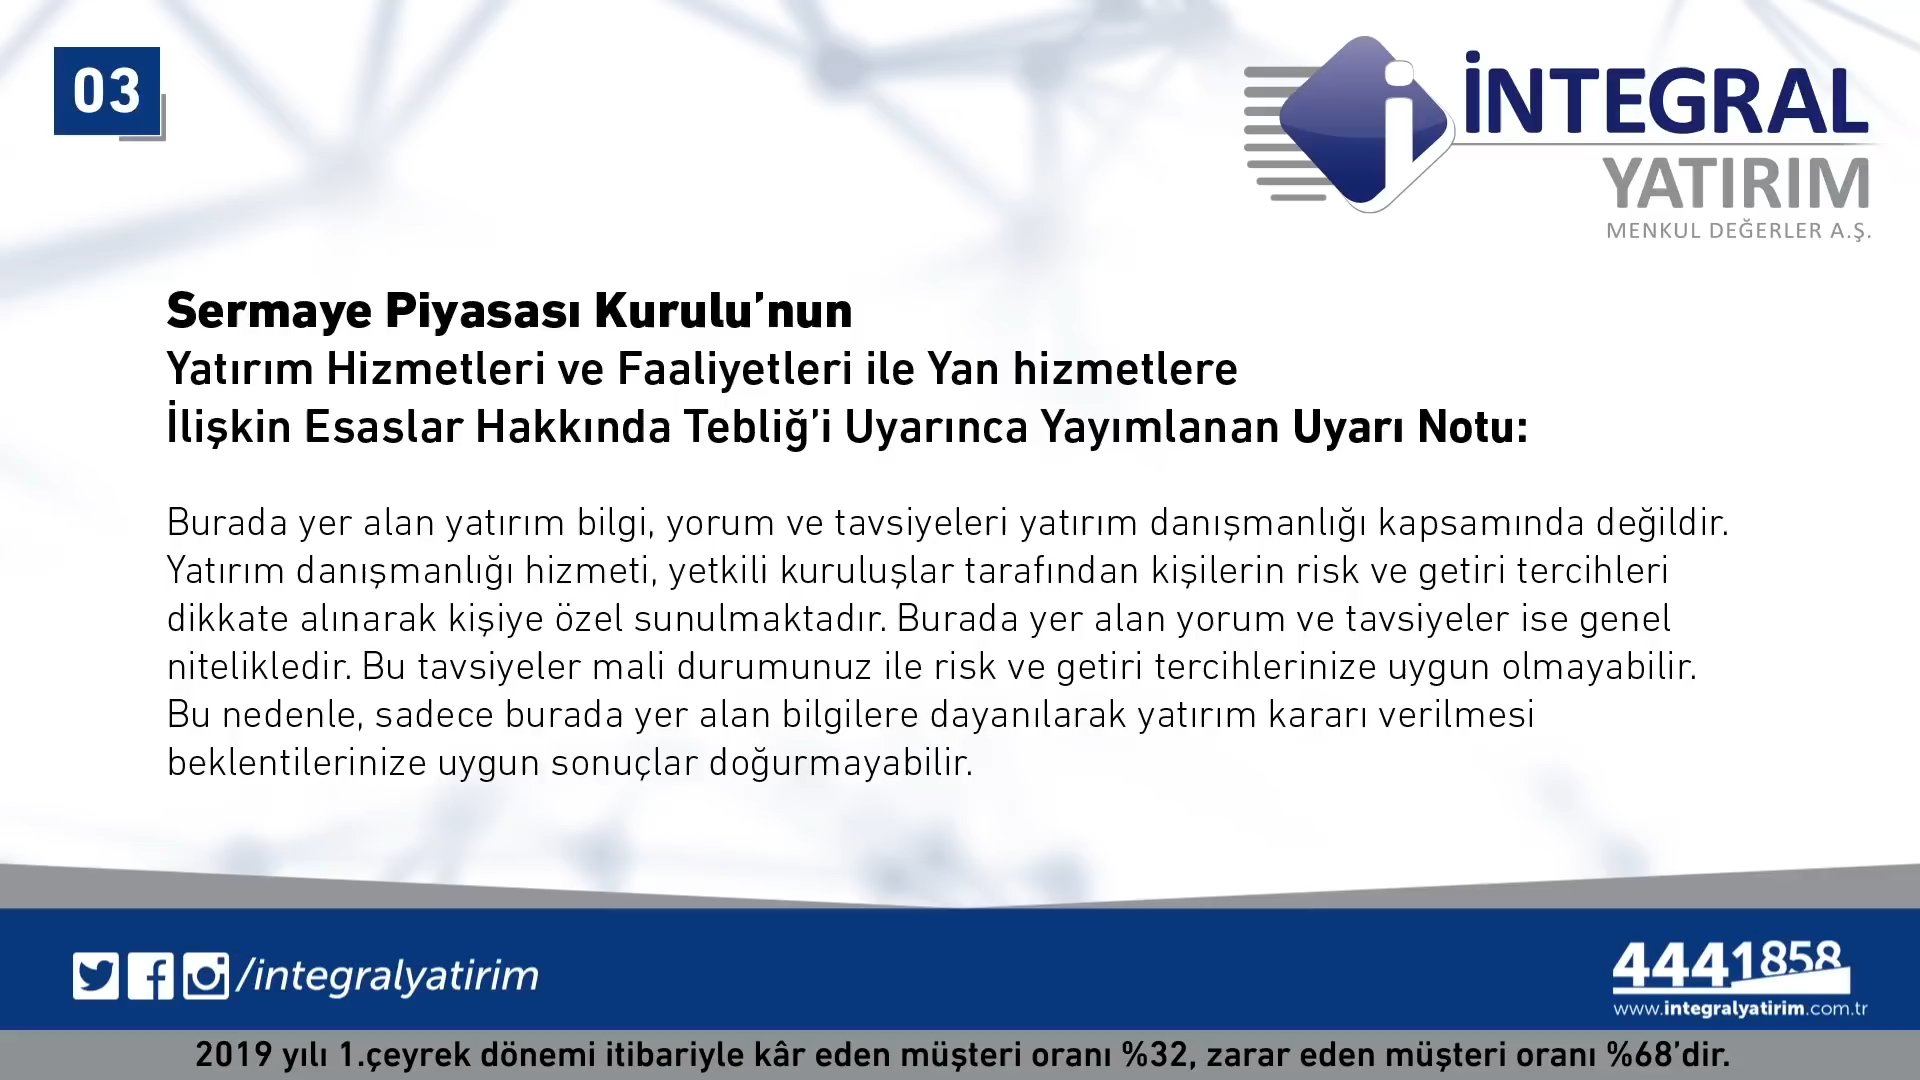 03
İNTEGRAL
YATIRIM
MENKUL DEĞERLER A.Ş.
Sermaye Piyasası Kurulu’nun
Yatırım Hizmetleri ve Faaliyetleri ile Yan hizmetlere
İlişkin Esaslar Hakkında Tebliğ’i Uyarınca Yayımlanan Uyarı Notu:
Burada yer alan yatırım bilgi, yorum ve tavsiyeleri yatırım danışmanlığı kapsamında değildir.
Yatırım danışmanlığı hizmeti, yetkili kuruluşlar tarafından kişilerin risk ve getiri tercihleri
dikkate alınarak kişiye özel sunulmaktadır. Burada yer alan yorum ve tavsiyeler ise genel
nitelikledir. Bu tavsiyeler mali durumunuz ile risk ve getiri tercihlerinize uygun olmayabilir.
Bu nedenle, sadece burada yer alan bilgilere dayanılarak yatırım kararı verilmesi
beklentilerinize uygun sonuçlar doğurmayabilir.
/integralyatirim
4441858
www.integralyatirim.com.tr
2019 yılı 1.çeyrek dönemi itibariyle kâr eden müşteri oranı %32, zarar eden müşteri oranı %68’dir.